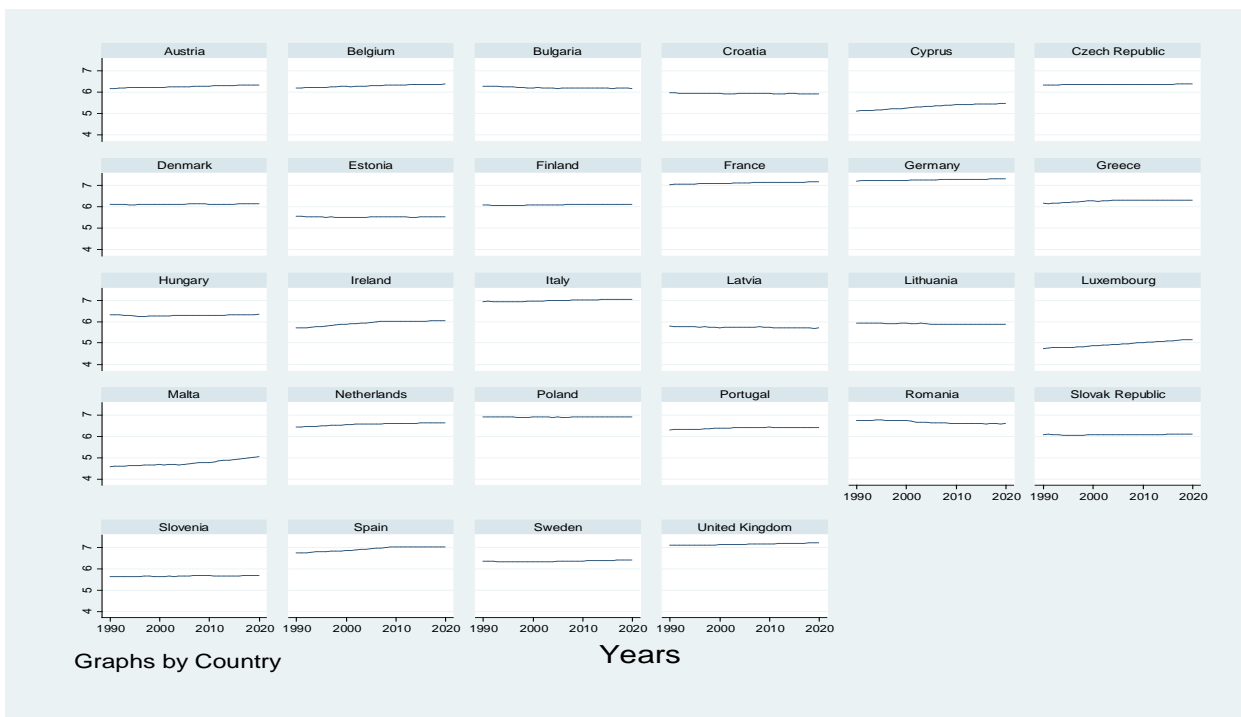 Austria Belgium Bulgaria Croatia Cyprus Czech Republic
7
6
5
4
Denmark Estonia Finland France Germany Greece
7
6
5
4
Hungary Ireland Italy Latvia Lithuania Luxembourg
7
6
5
4
Malta Netherlands Poland Portugal Romania Slovak Republic
7
6
5
4
1990 2000 2010 2020 1990 2000 2010 2020
Slovenia Spain Sweden United Kingdom
7
6
5
4
1990 2000 2010 2020 1990 2000 2010 2020 1990 2000 2010 2020 1990 2000 2010 2020
Years
Graphs by Country